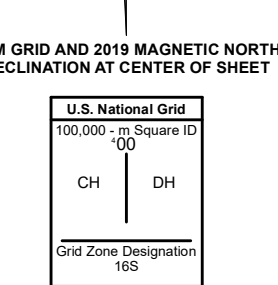 M GRID AND 2019 MAGNETIC NORTH
ECLINATION AT CENTER OF SHEET
U.S. National Grid
100,000 - m Square ID
⁴00
CH DH
Grid Zone Designation
16S